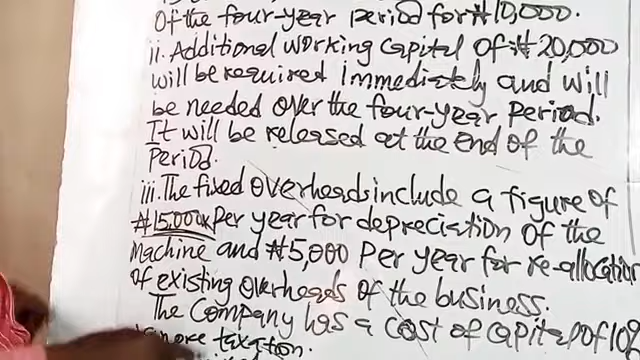 of the four-year period for ₦10,000.
ii. Additional working capital of ₦20,000
will be required immediately and will
be needed over the four-year period.
It will be released at the end of the
period.
iii. The fixed overheads include a figure of
₦15,000 per year for depreciation of the
machine and ₦5,000 per year for re-allocation
of existing overheads of the business.
The company has a cost of capital of 10%
Ignore taxation.